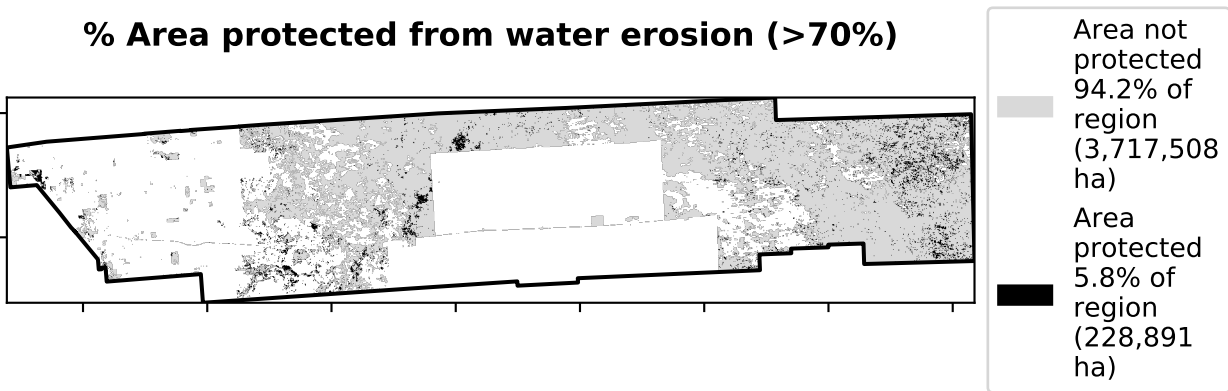 % Area protected from water erosion (>70%)
Area not
protected
94.2% of
region
(3,717,508
ha)
Area
protected
5.8% of
region
(228,891
ha)